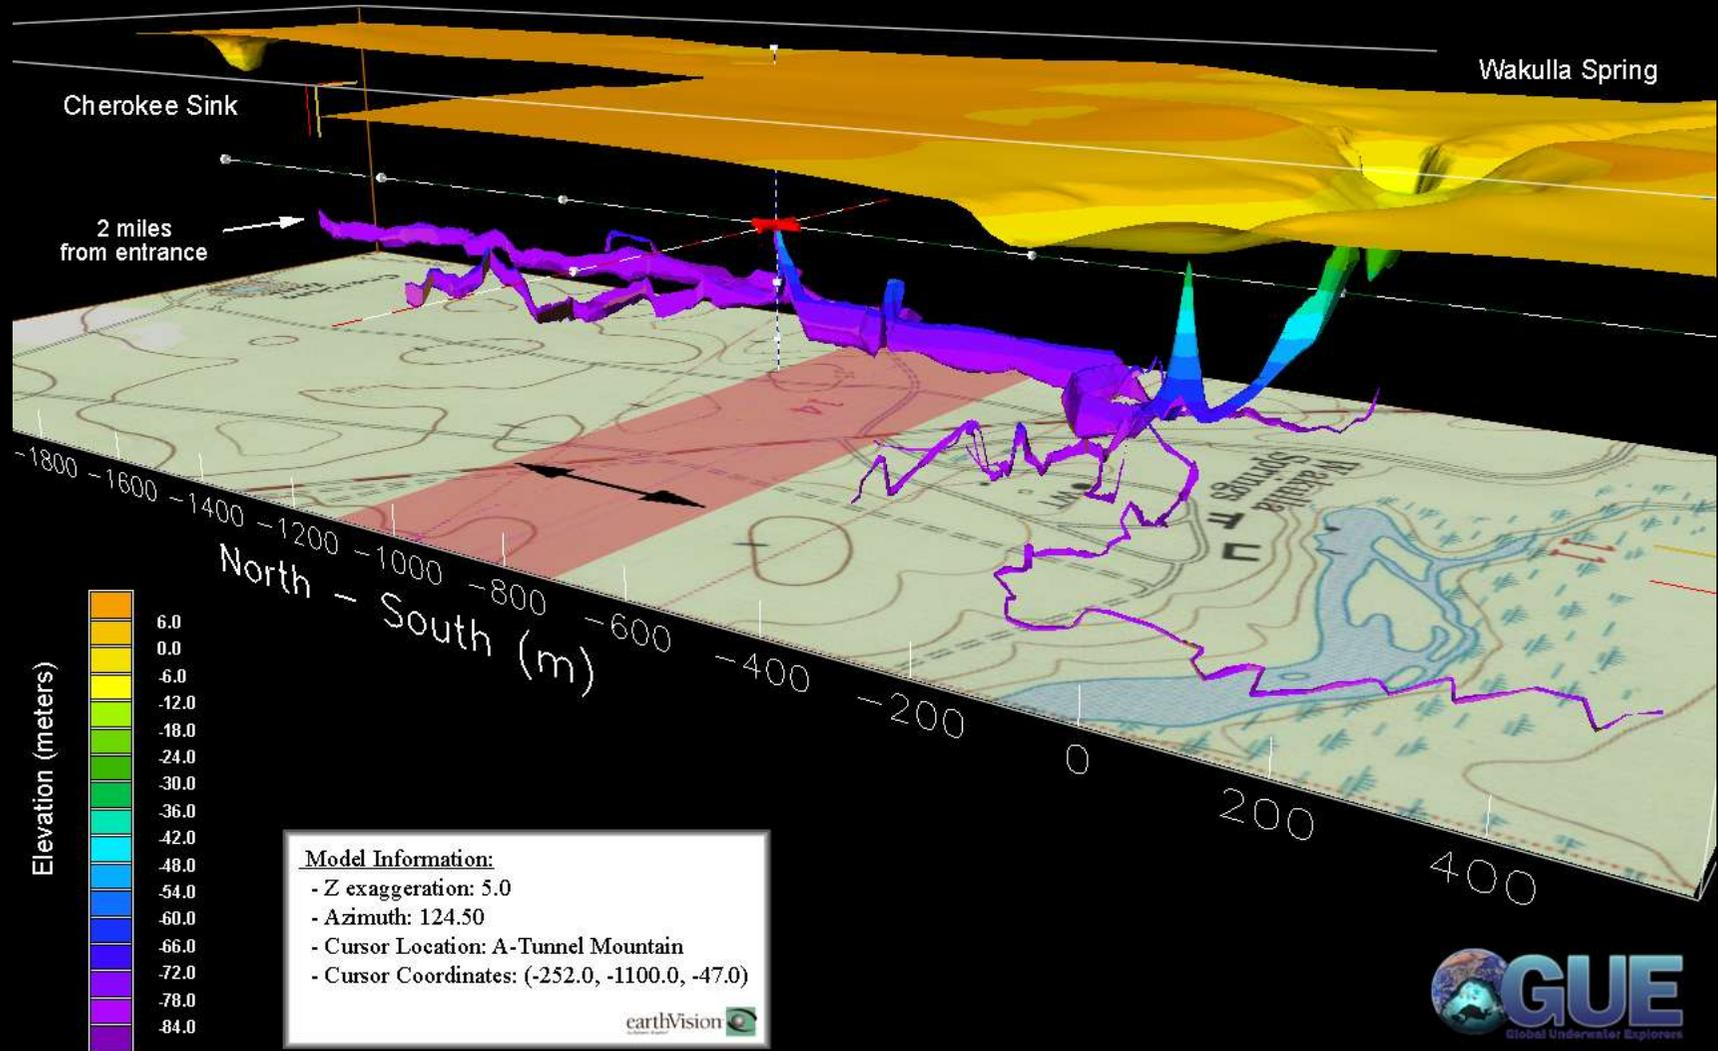 Wakulla Spring
Cherokee Sink
2 miles
from entrance
14
Wakulla
Springs
-1800 -1600 -1400 -1200 -1000 -800 -600 -400 -200 0 200 400
North - South (m)
Elevation (meters)
6.0
0.0
-6.0
-12.0
-18.0
-24.0
-30.0
-36.0
-42.0
-48.0
-54.0
-60.0
-66.0
-72.0
-78.0
-84.0
Model Information:
- Z exaggeration: 5.0
- Azimuth: 124.50
- Cursor Location: A-Tunnel Mountain
- Cursor Coordinates: (-252.0, -1100.0, -47.0)
earthVision
GUE
Global Underwater Explorers